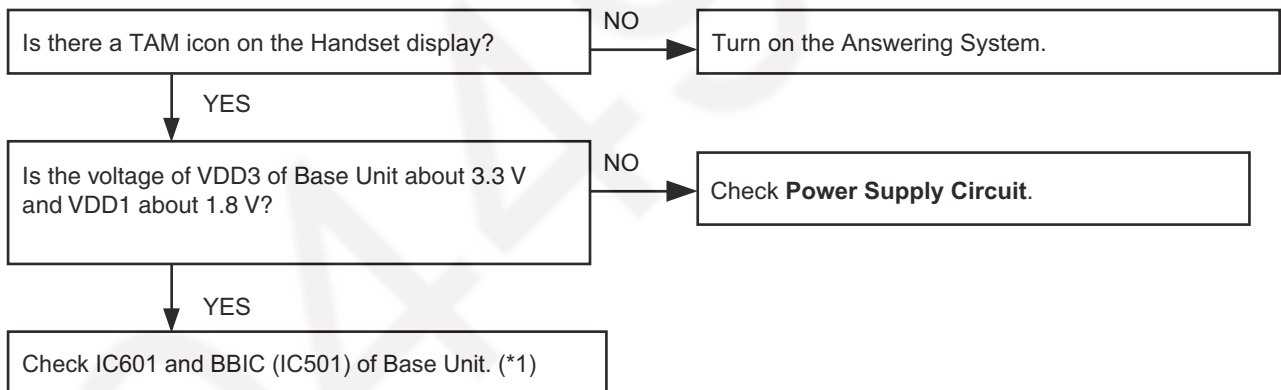 Is there a TAM icon on the Handset display?
NO
Turn on the Answering System.
YES
Is the voltage of VDD3 of Base Unit about 3.3 V
and VDD1 about 1.8 V?
NO
Check Power Supply Circuit.
YES
Check IC601 and BBIC (IC501) of Base Unit. (*1)